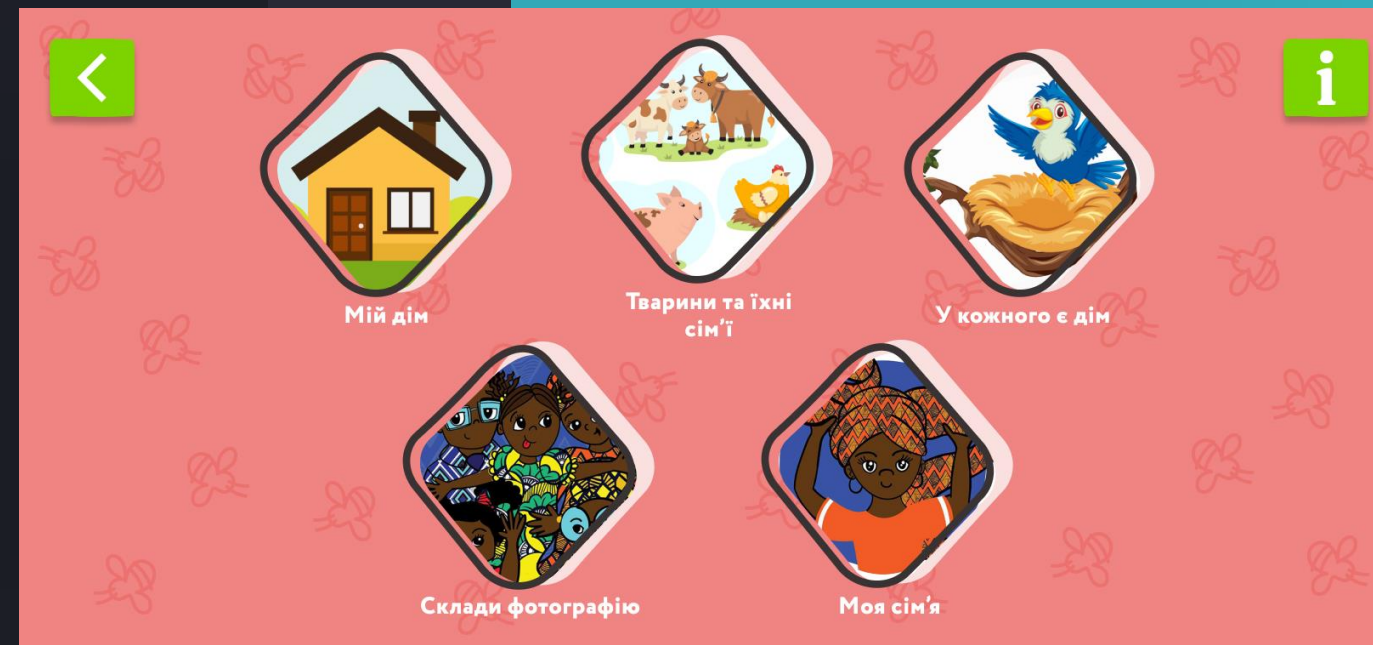 i
Мій дім
Тварини та їхні
сім’ї
У кожного є дім
Склади фотографію
Моя сім’я